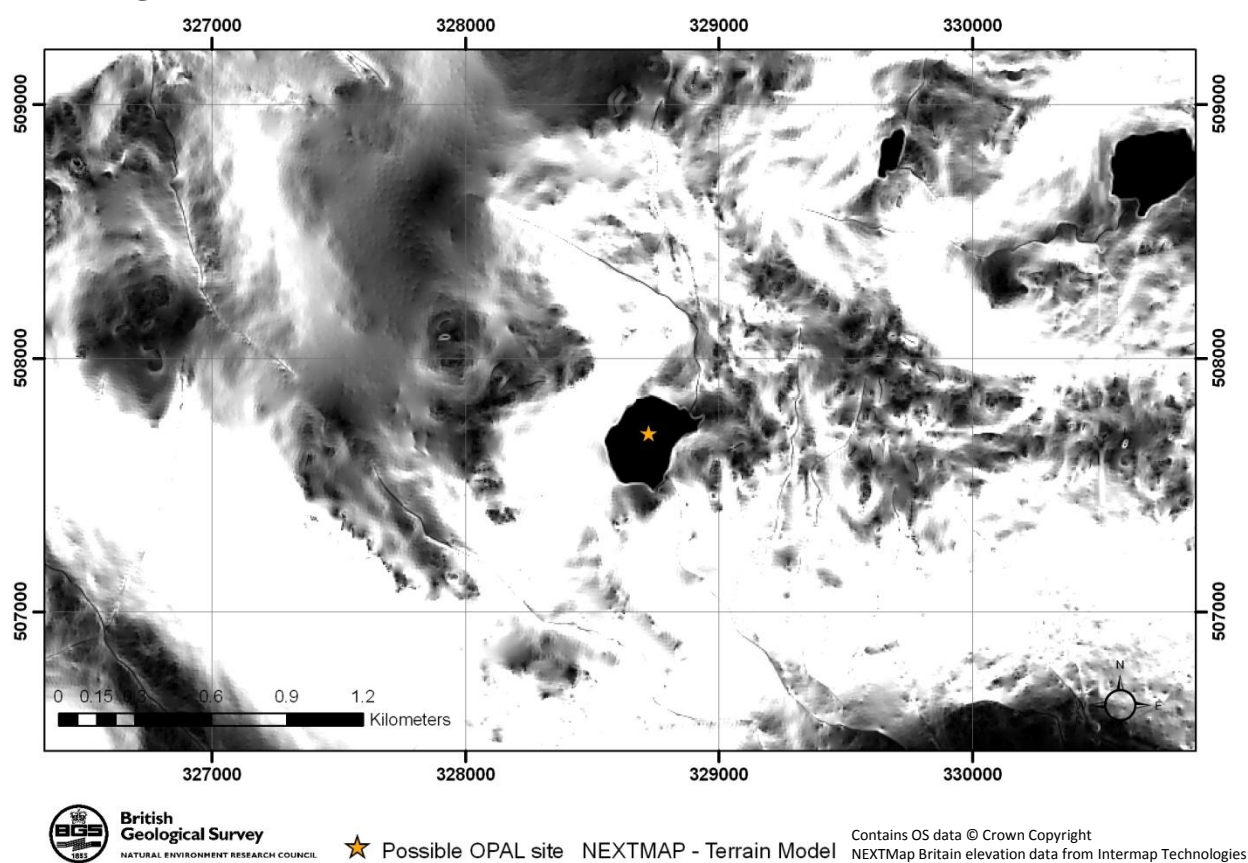 327000 328000 329000 330000
509000 509000
508000 508000
507000 507000
N
E
0 0.15 0.3 0.6 0.9 1.2
Kilometers
327000 328000 329000 330000
BGS
1835
British
Geological Survey
NATURAL ENVIRONMENT RESEARCH COUNCIL
Possible OPAL site NEXTMAP - Terrain Model
Contains OS data © Crown Copyright
NEXTMap Britain elevation data from Intermap Technologies